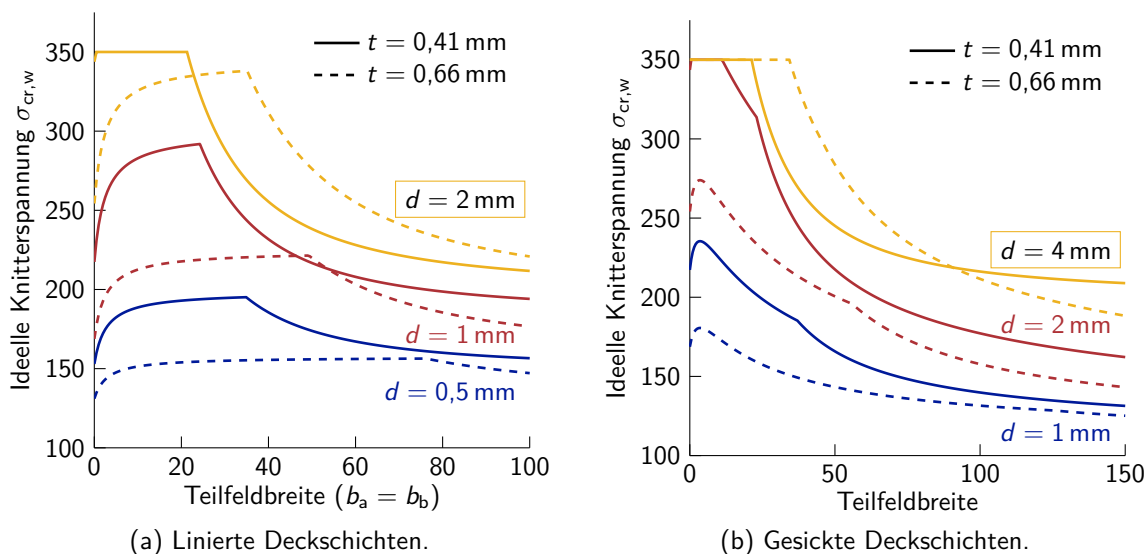 350
300
250
200
150
100
0
20
40
60
80
100
Ideelle Knitterspannung σcr,w
t = 0,41 mm
t = 0,66 mm
d = 2 mm
d = 1 mm
d = 0,5 mm
Teilfeldbreite (ba = bb)
(a) Linierte Deckschichten.
350
300
250
200
150
100
0
50
100
150
Ideelle Knitterspannung σcr,w
t = 0,41 mm
t = 0,66 mm
d = 4 mm
d = 2 mm
d = 1 mm
Teilfeldbreite
(b) Gesickte Deckschichten.